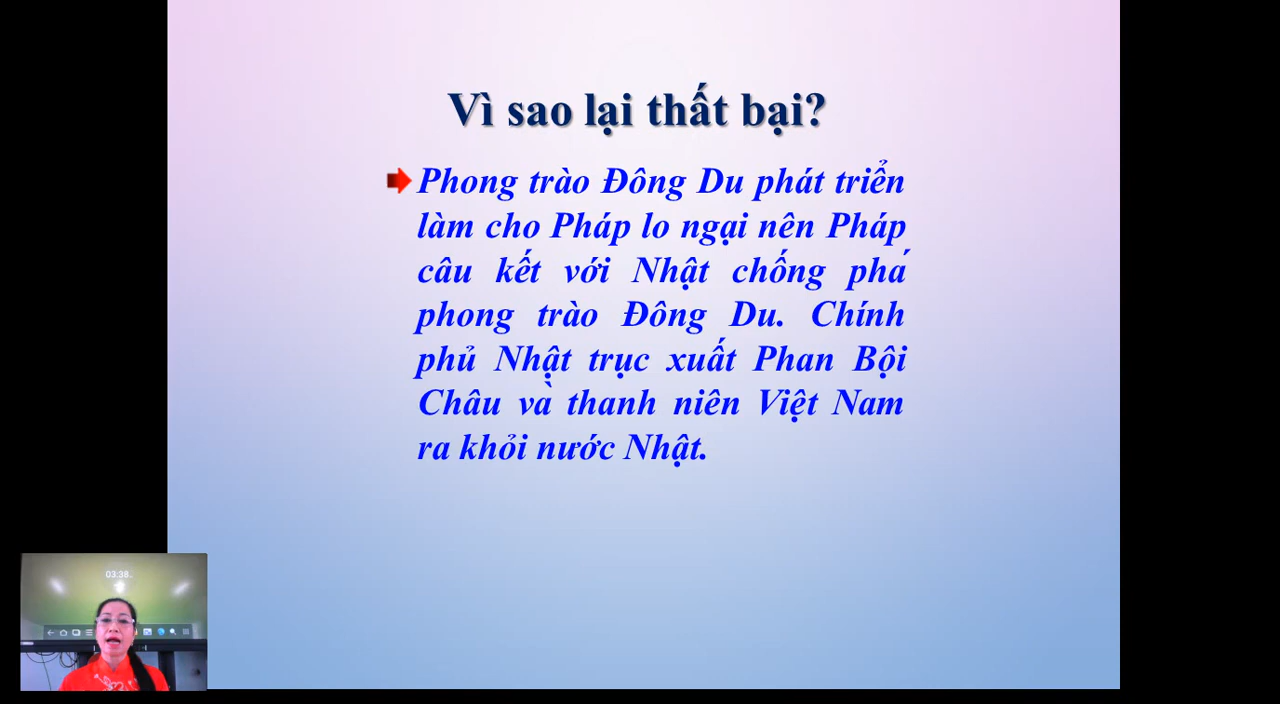 Vì sao lại thất bại?
Phong trào Đông Du phát triển
làm cho Pháp lo ngại nên Pháp
câu kết với Nhật chống phá
phong trào Đông Du. Chính
phủ Nhật trục xuất Phan Bội
Châu và thanh niên Việt Nam
ra khỏi nước Nhật.
03:38